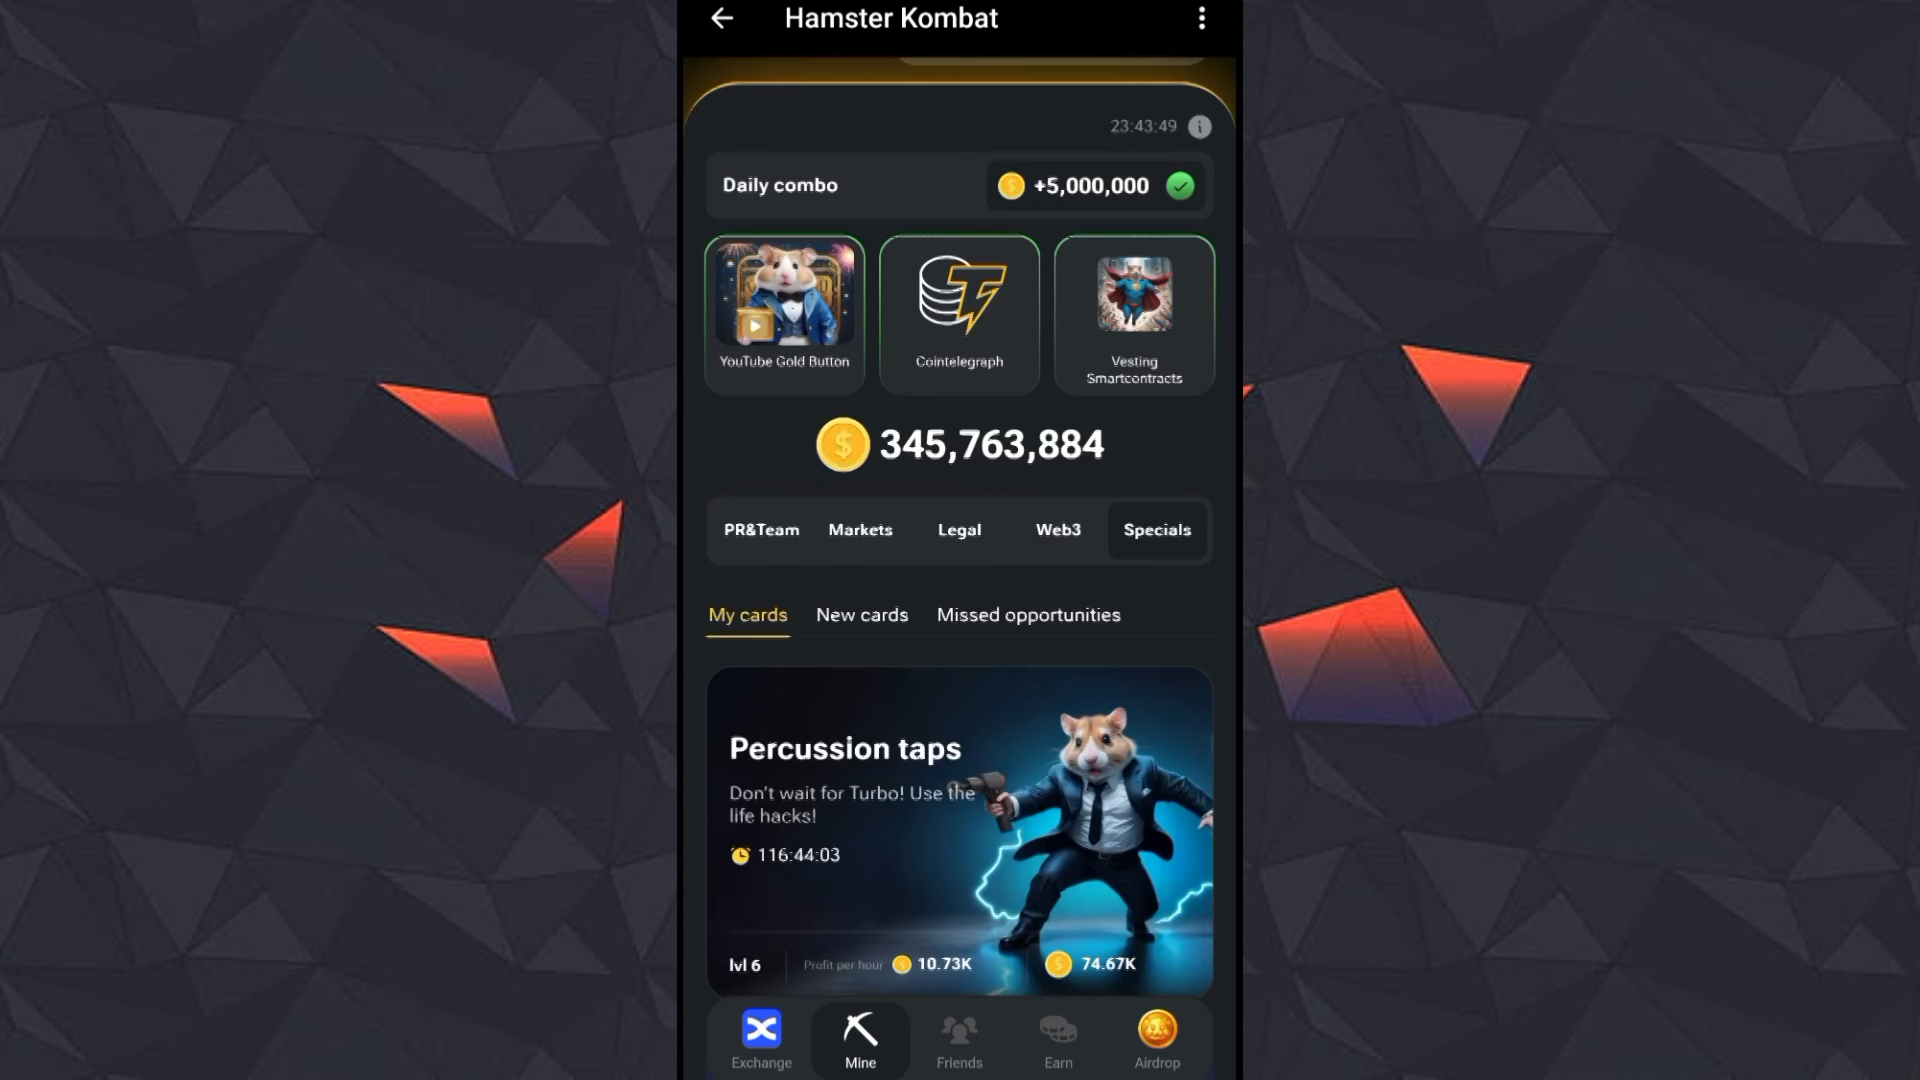 Hamster Kombat
23:43:49
Daily combo
+5,000,000
YouTube Gold Button
Cointelegraph
Vesting
Smartcontracts
345,763,884
PR&Team Markets Legal Web3 Specials
My cards New cards Missed opportunities
Percussion taps
Don't wait for Turbo! Use the
life hacks!
116:44:03
lvl 6 Profit per hour 10.73K 74.67K
Exchange Mine Friends Earn Airdrop